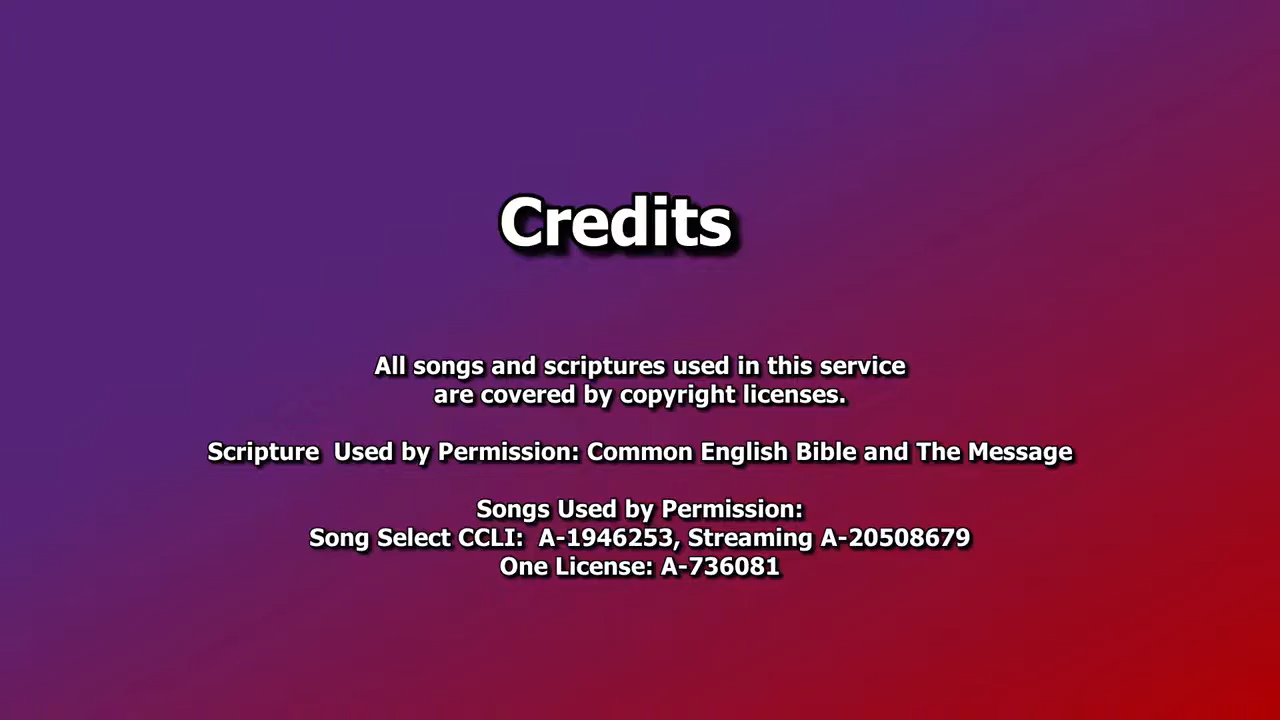 Credits
All songs and scriptures used in this service
are covered by copyright licenses.
Scripture  Used by Permission: Common English Bible and The Message
Songs Used by Permission:
Song Select CCLI:  A-1946253, Streaming A-20508679
One License: A-736081